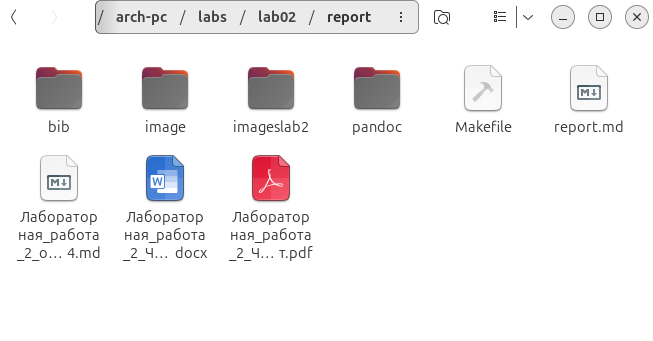 / arch-pc / labs / lab02 / report
bib
image
imageslab2
pandoc
Makefile
report.md
Лаборатор
ная_работа
_2_о… 4.md
Лаборатор
ная_работа
_2_Ч… docx
Лаборатор
ная_работа
_2_Ч… т.pdf